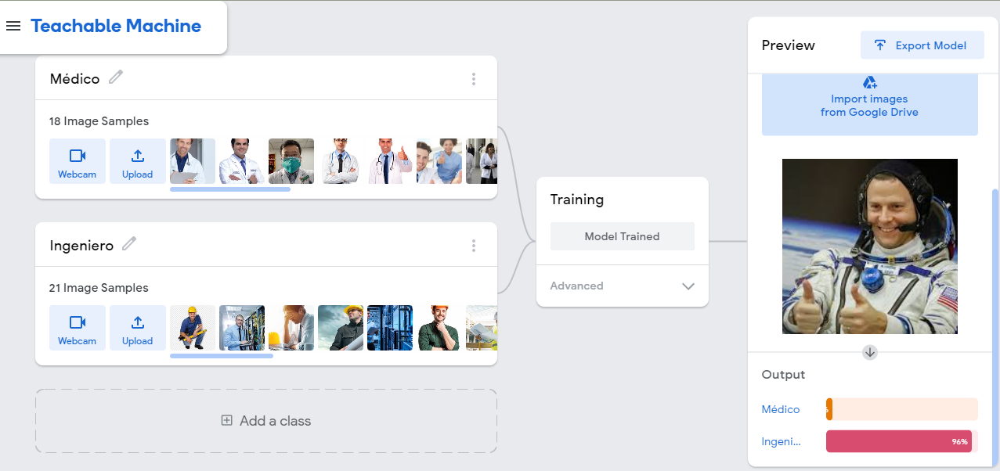 Teachable Machine
Médico
18 Image Samples
Webcam
Upload
Ingeniero
21 Image Samples
Webcam
Upload
Add a class
Training
Model Trained
Advanced
Preview
Export Model
Import images
from Google Drive
Output
Médico
Ingeni...
96%